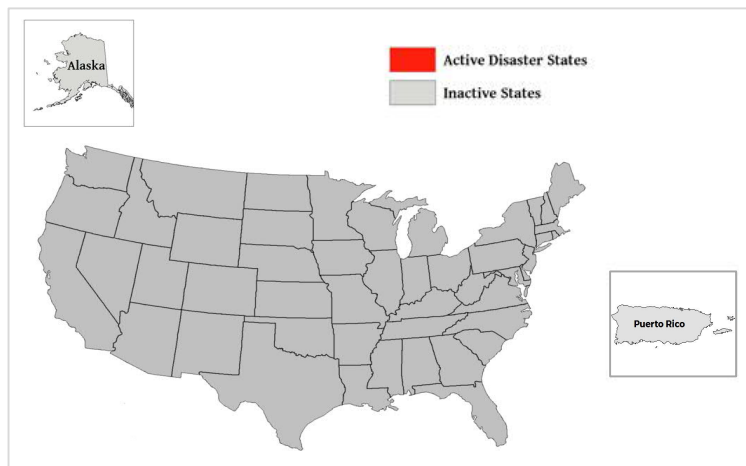 Alaska
Active Disaster States
Inactive States
Puerto Rico